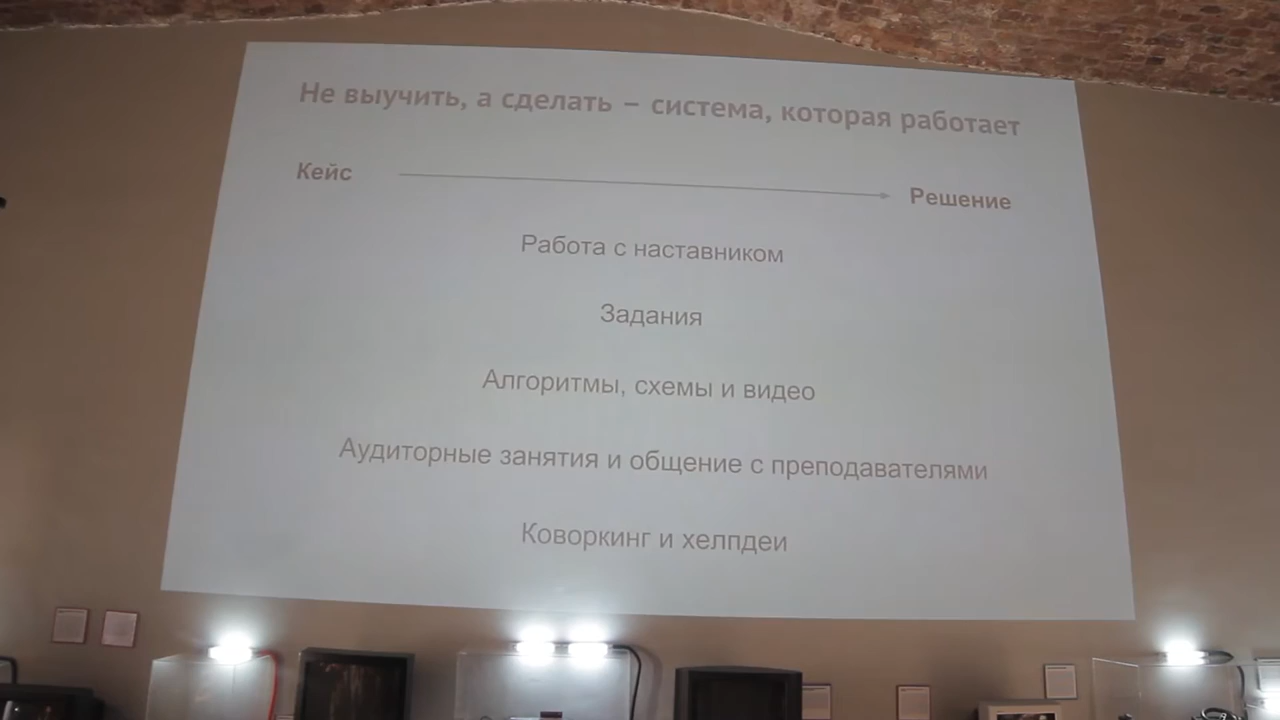 Не выучить, а сделать – система, которая работает
Кейс
Решение
Работа с наставником
Задания
Алгоритмы, схемы и видео
Аудиторные занятия и общение с преподавателями
Коворкинг и хелпдеи